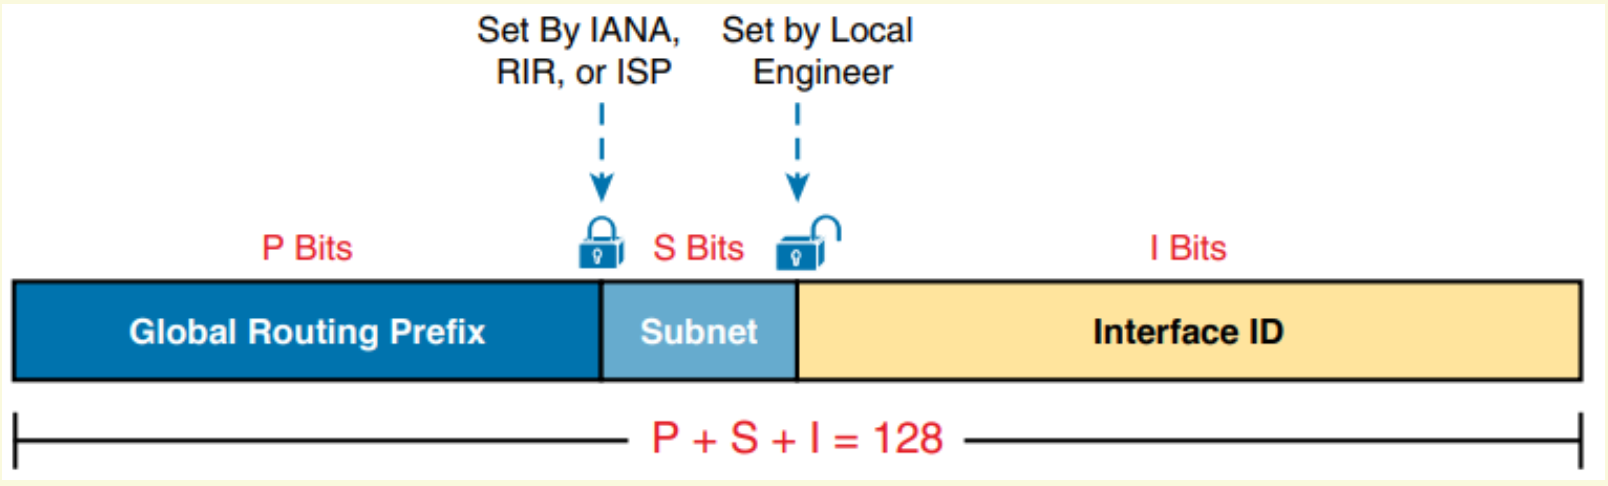 Set By IANA,
RIR, or ISP
Set by Local
Engineer
P Bits
S Bits
I Bits
Global Routing Prefix
Subnet
Interface ID
P + S + I = 128